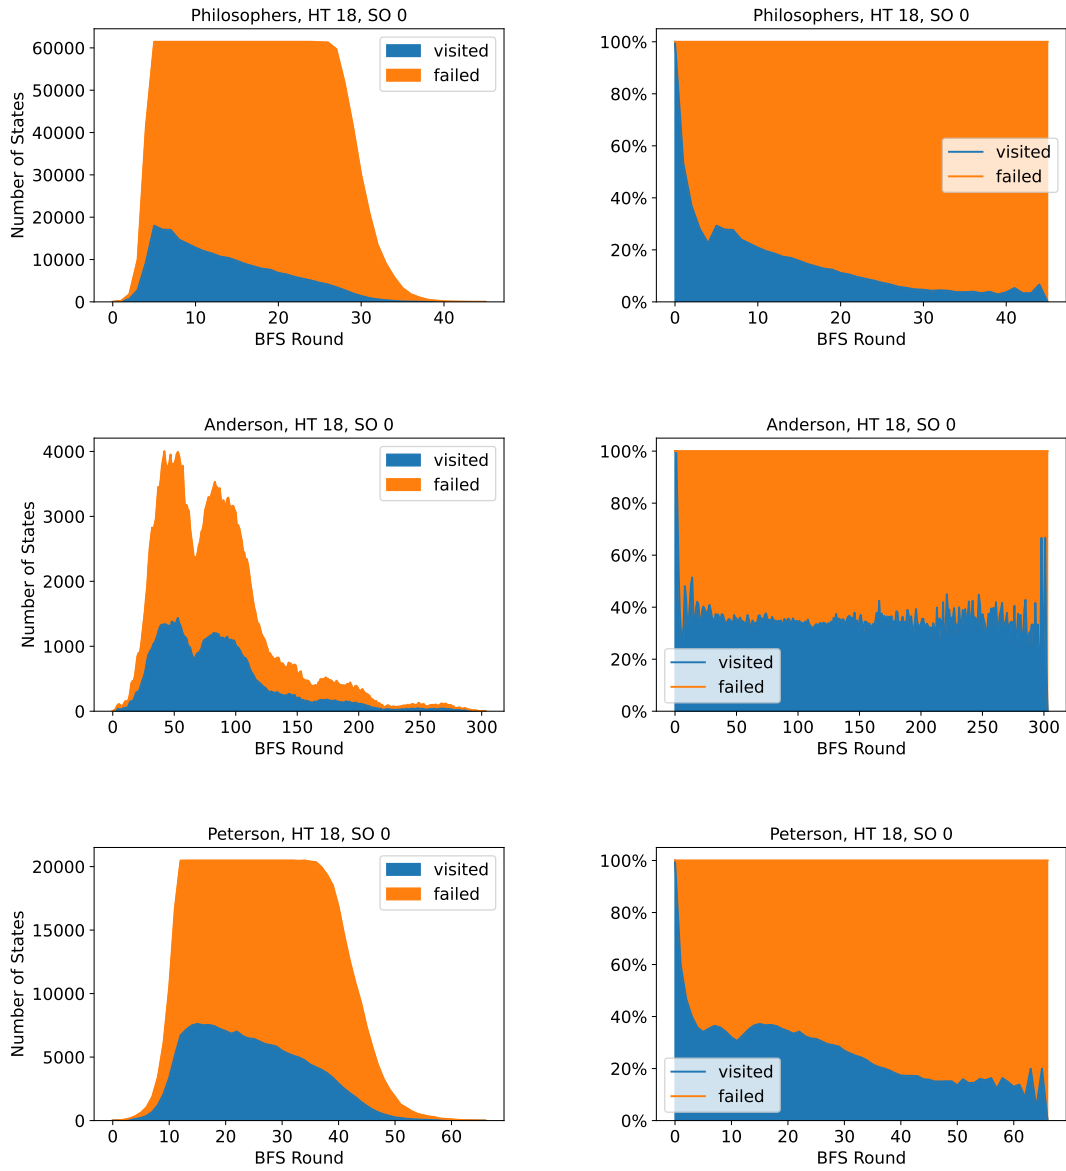 Philosophers, HT 18, SO 0
Number of States
60000
50000
40000
30000
20000
10000
0
visited
failed
0 10 20 30 40
BFS Round
Philosophers, HT 18, SO 0
100%
80%
60%
40%
20%
0%
visited
failed
0 10 20 30 40
BFS Round
Anderson, HT 18, SO 0
Number of States
4000
3000
2000
1000
0
visited
failed
0 50 100 150 200 250 300
BFS Round
Anderson, HT 18, SO 0
100%
80%
60%
40%
20%
0%
visited
failed
0 50 100 150 200 250 300
BFS Round
Peterson, HT 18, SO 0
Number of States
20000
15000
10000
5000
0
visited
failed
0 10 20 30 40 50 60
BFS Round
Peterson, HT 18, SO 0
100%
80%
60%
40%
20%
0%
visited
failed
0 10 20 30 40 50 60
BFS Round